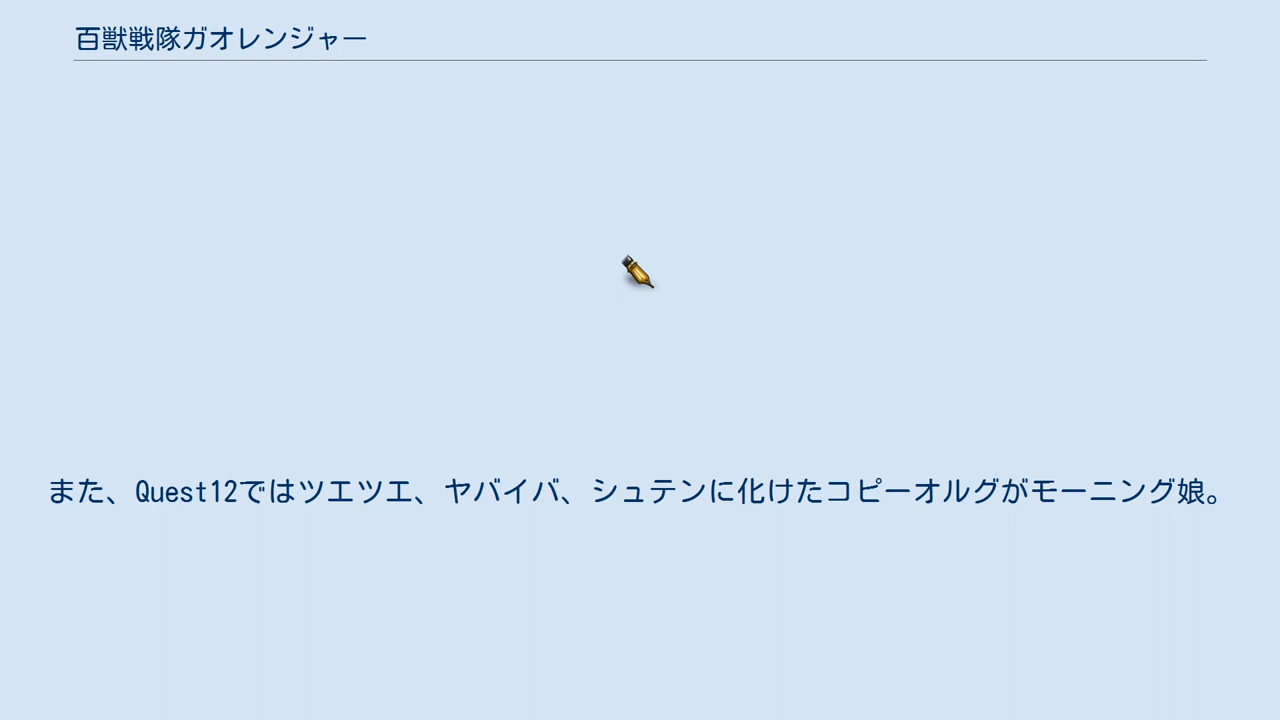 百獣戦隊ガオレンジャー
また、Quest12ではツエツエ、ヤバイバ、シュテンに化けたコピーオルグがモーニング娘。